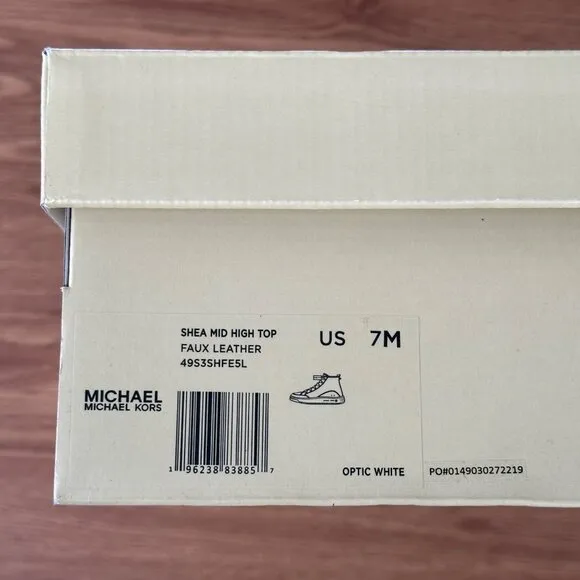 SHEA MID HIGH TOP
FAUX LEATHER
49S3SHFE5L
US 7M
MICHAEL
MICHAEL KORS
1 96238 83885 7
OPTIC WHITE
PO#0149030272219